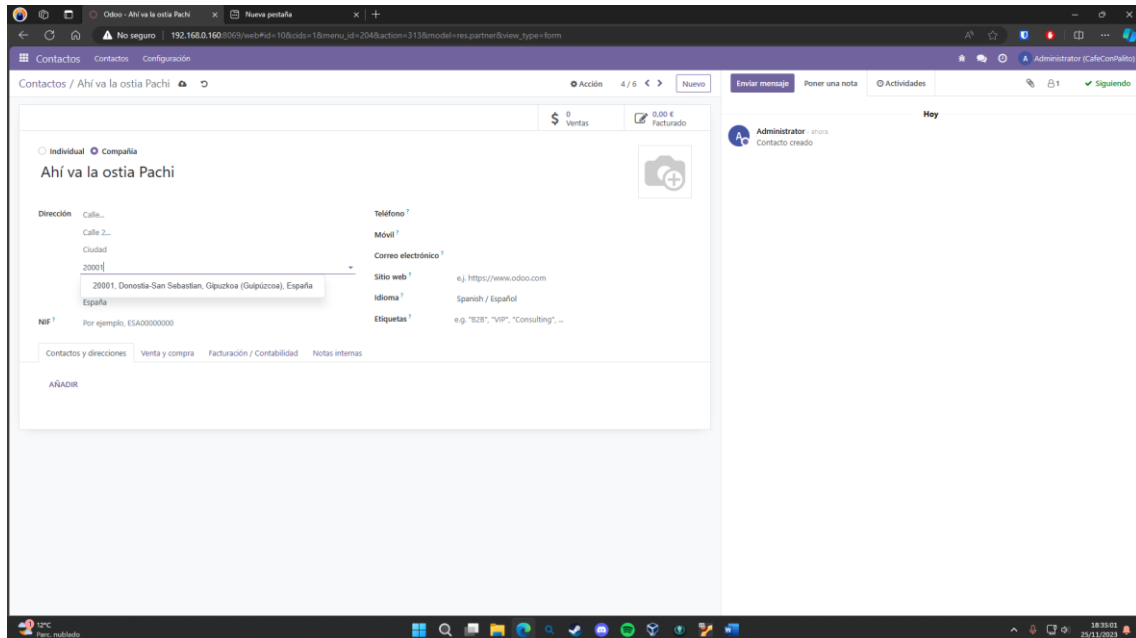 Odoo - Ahí va la ostia Pachi
Nueva pestaña
No seguro | 192.168.0.160:8069/web#id=10&cids=1&menu_id=204&action=313&model=res.partner&view_type=form
Contactos Contactos Configuración
A Administrator (CafeConPalito)
Contactos / Ahí va la ostia Pachi
Acción 4/6 Nuevo
Enviar mensaje Poner una nota Actividades 1 Siguiendo
0 Ventas
0,00 € Facturado
Hoy
Administrator - ahora
Contacto creado
Individual Compañía
Ahí va la ostia Pachi
Dirección Calle...
Calle 2...
Ciudad
20001
20001, Donostia-San Sebastian, Gipuzkoa (Guipúzcoa), España
España
NIF ? Por ejemplo, ESA00000000
Teléfono ?
Móvil ?
Correo electrónico ?
Sitio web ? e.j. https://www.odoo.com
Idioma ? Spanish / Español
Etiquetas ? e.g. "B2B", "VIP", "Consulting", ...
Contactos y direcciones Venta y compra Facturación / Contabilidad Notas internas
AÑADIR
12°C
Parc. nublado
18:35:01
25/11/2023